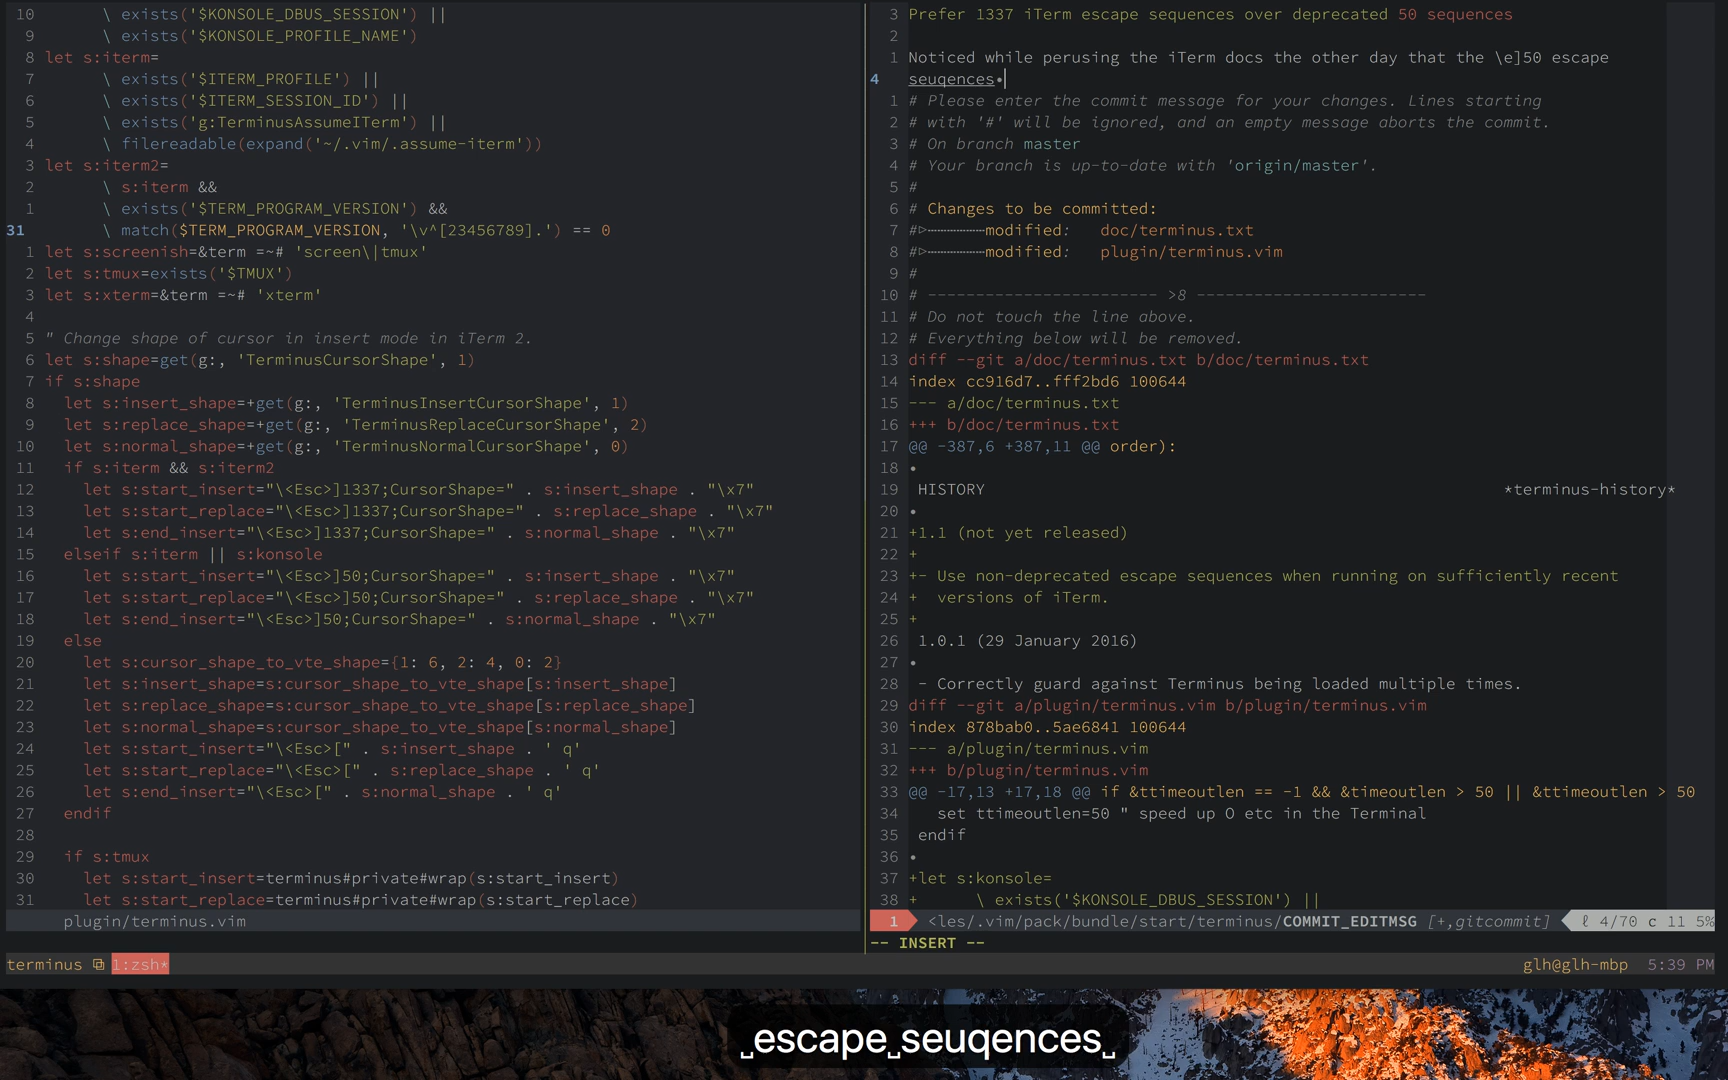 10       \ exists('$KONSOLE_DBUS_SESSION') ||
 9       \ exists('$KONSOLE_PROFILE_NAME')
 8 let s:iterm=
 7       \ exists('$ITERM_PROFILE') ||
 6       \ exists('$ITERM_SESSION_ID') ||
 5       \ exists('g:TerminusAssumeITerm') ||
 4       \ filereadable(expand('~/.vim/.assume-iterm'))
 3 let s:iterm2=
 2       \ s:iterm &&
 1       \ exists('$TERM_PROGRAM_VERSION') &&
31       \ match($TERM_PROGRAM_VERSION, '\v^[23456789].') == 0
 1 let s:screenish=&term =~# 'screen\|tmux'
 2 let s:tmux=exists('$TMUX')
 3 let s:xterm=&term =~# 'xterm'
 4
 5 " Change shape of cursor in insert mode in iTerm 2.
 6 let s:shape=get(g:, 'TerminusCursorShape', 1)
 7 if s:shape
 8   let s:insert_shape=+get(g:, 'TerminusInsertCursorShape', 1)
 9   let s:replace_shape=+get(g:, 'TerminusReplaceCursorShape', 2)
10   let s:normal_shape=+get(g:, 'TerminusNormalCursorShape', 0)
11   if s:iterm && s:iterm2
12     let s:start_insert="\<Esc>]1337;CursorShape=" . s:insert_shape . "\x7"
13     let s:start_replace="\<Esc>]1337;CursorShape=" . s:replace_shape . "\x7"
14     let s:end_insert="\<Esc>]1337;CursorShape=" . s:normal_shape . "\x7"
15   elseif s:iterm || s:konsole
16     let s:start_insert="\<Esc>]50;CursorShape=" . s:insert_shape . "\x7"
17     let s:start_replace="\<Esc>]50;CursorShape=" . s:replace_shape . "\x7"
18     let s:end_insert="\<Esc>]50;CursorShape=" . s:normal_shape . "\x7"
19   else
20     let s:cursor_shape_to_vte_shape={1: 6, 2: 4, 0: 2}
21     let s:insert_shape=s:cursor_shape_to_vte_shape[s:insert_shape]
22     let s:replace_shape=s:cursor_shape_to_vte_shape[s:replace_shape]
23     let s:normal_shape=s:cursor_shape_to_vte_shape[s:normal_shape]
24     let s:start_insert="\<Esc>[" . s:insert_shape . ' q'
25     let s:start_replace="\<Esc>[" . s:replace_shape . ' q'
26     let s:end_insert="\<Esc>[" . s:normal_shape . ' q'
27   endif
28
29   if s:tmux
30     let s:start_insert=terminus#private#wrap(s:start_insert)
31     let s:start_replace=terminus#private#wrap(s:start_replace)
plugin/terminus.vim
 3 Prefer 1337 iTerm escape sequences over deprecated 50 sequences
 2
 1 Noticed while perusing the iTerm docs the other day that the \e]50 escape
4  seuqences•
 1 # Please enter the commit message for your changes. Lines starting
 2 # with '#' will be ignored, and an empty message aborts the commit.
 3 # On branch master
 4 # Your branch is up-to-date with 'origin/master'.
 5 #
 6 # Changes to be committed:
 7 #▷┄┄┄┄┄┄modified:   doc/terminus.txt
 8 #▷┄┄┄┄┄┄modified:   plugin/terminus.vim
 9 #
10 # ------------------------ >8 ------------------------
11 # Do not touch the line above.
12 # Everything below will be removed.
13 diff --git a/doc/terminus.txt b/doc/terminus.txt
14 index cc916d7..fff2bd6 100644
15 --- a/doc/terminus.txt
16 +++ b/doc/terminus.txt
17 @@ -387,6 +387,11 @@ order):
18 •
19  HISTORY                                                       *terminus-history*
20 •
21 +1.1 (not yet released)
22 +
23 +- Use non-deprecated escape sequences when running on sufficiently recent
24 +  versions of iTerm.
25 +
26  1.0.1 (29 January 2016)
27 •
28  - Correctly guard against Terminus being loaded multiple times.
29 diff --git a/plugin/terminus.vim b/plugin/terminus.vim
30 index 878bab0..5ae6841 100644
31 --- a/plugin/terminus.vim
32 +++ b/plugin/terminus.vim
33 @@ -17,13 +17,18 @@ if &ttimeoutlen == -1 && &timeoutlen > 50 || &ttimeoutlen > 50
34    set ttimeoutlen=50 " speed up O etc in the Terminal
35  endif
36 •
37 +let s:konsole=
38 +      \ exists('$KONSOLE_DBUS_SESSION') ||
1 <les/.vim/pack/bundle/start/terminus/COMMIT_EDITMSG [+,gitcommit] ℓ 4/70 c 11 5%
-- INSERT --
terminus 1:zsh* glh@glh-mbp 5:39 PM
␣escape␣seuqences␣